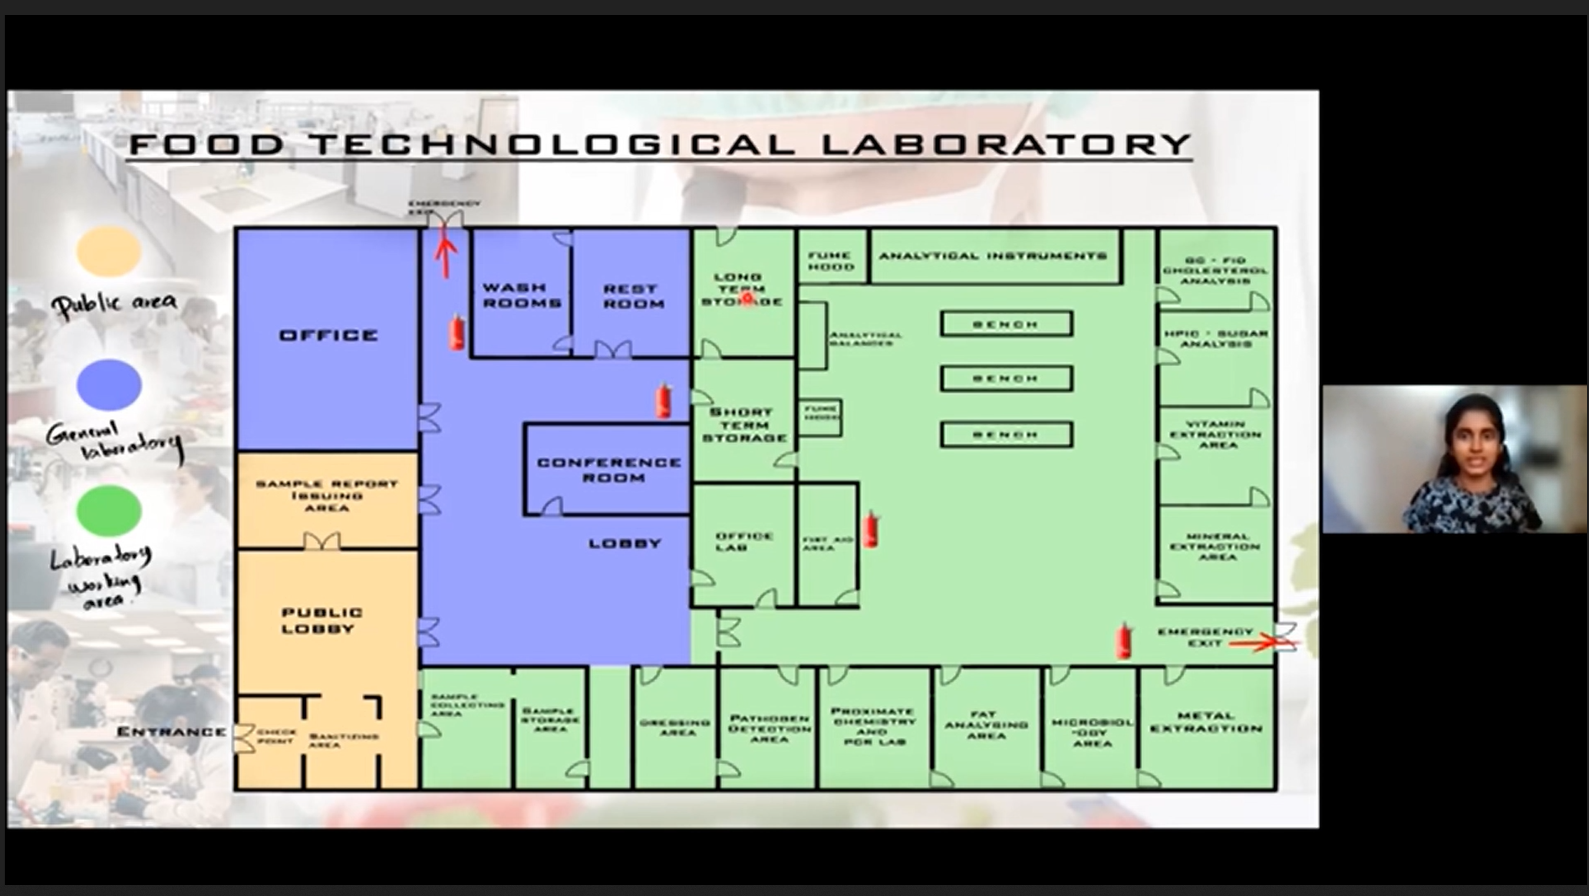 FOOD TECHNOLOGICAL LABORATORY
Public area
General
laboratory
Laboratory
working
area.
EMERGENCY
EXIT
OFFICE
WASH
ROOMS
REST
ROOM
LONG
TERM
STORAGE
FUME
HOOD
ANALYTICAL INSTRUMENTS
GC - FID
CHOLESTEROL
ANALYSIS
ANALYTICAL
BALANCES
BENCH
HPIC - SUGAR
ANALYSIS
BENCH
SHORT
TERM
STORAGE
FUME
HOOD
BENCH
VITAMIN
EXTRACTION
AREA
CONFERENCE
ROOM
SAMPLE REPORT
ISSUING
AREA
LOBBY
OFFICE
LAB
FIRST AID
AREA
MINERAL
EXTRACTION
AREA
PUBLIC
LOBBY
EMERGENCY
EXIT
ENTRANCE
CHECK
POINT
SANITIZING
AREA
SAMPLE
COLLECTING
AREA
SAMPLE
STORAGE
AREA
DRESSING
AREA
PATHOGEN
DETECTION
AREA
PROXIMATE
CHEMISTRY
AND
PCR LAB
FAT
ANALYSING
AREA
MICROBIOL
-OGY
AREA
METAL
EXTRACTION